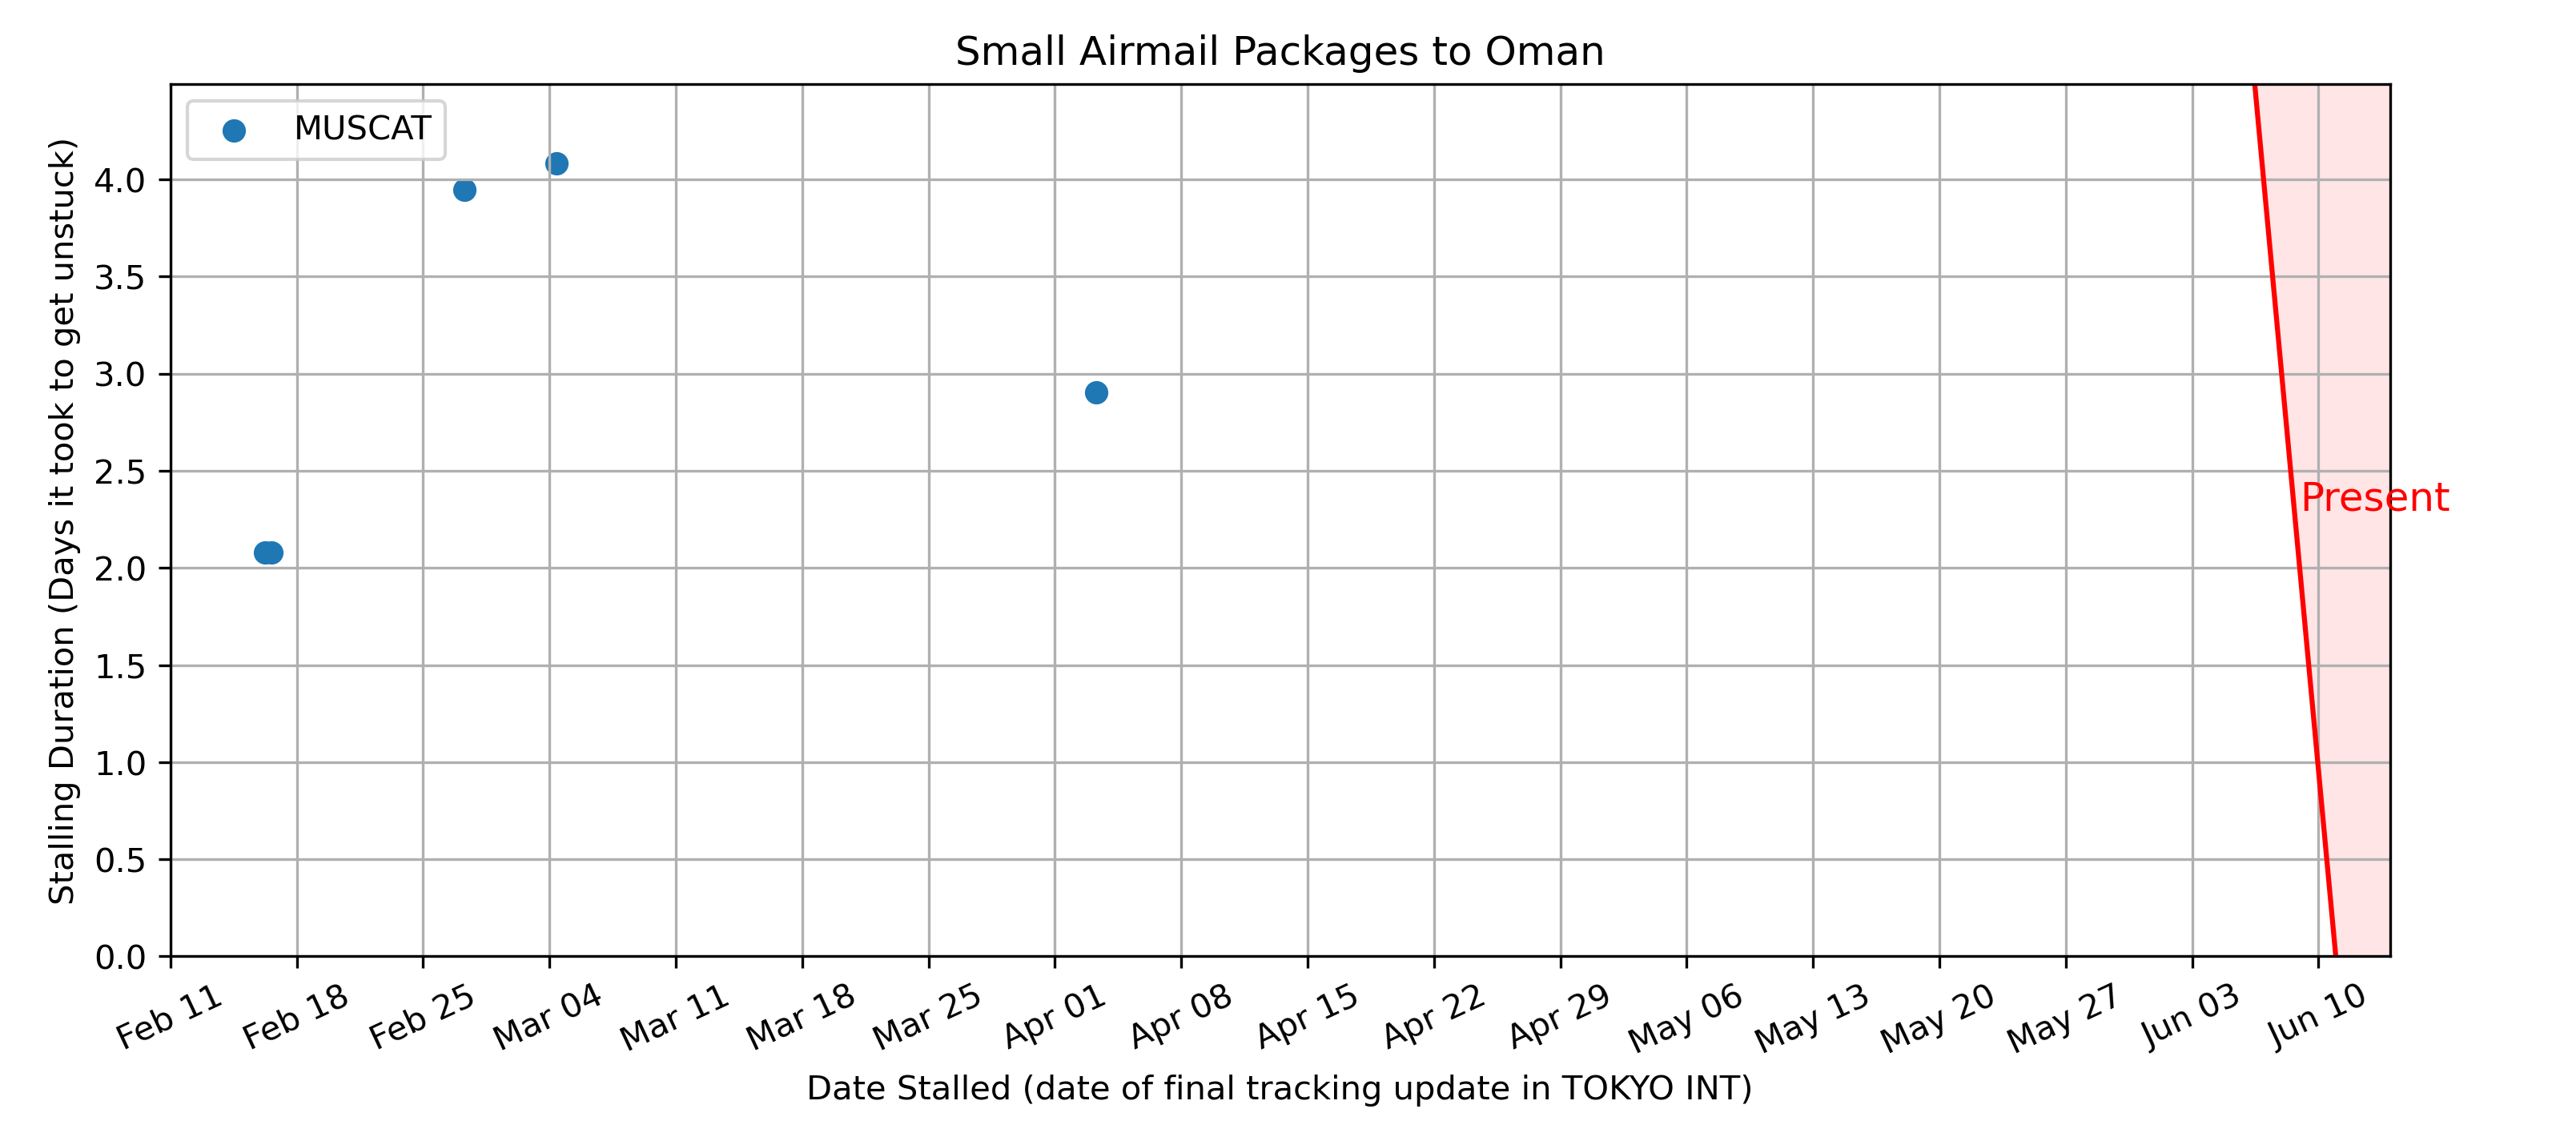 Small Airmail Packages to Oman
MUSCAT
Stalling Duration (Days it took to get unstuck)
4.0
3.5
3.0
2.5
2.0
1.5
1.0
0.5
0.0
Present
Feb 11 Feb 18 Feb 25 Mar 04 Mar 11 Mar 18 Mar 25 Apr 01 Apr 08 Apr 15 Apr 22 Apr 29 May 06 May 13 May 20 May 27 Jun 03 Jun 10
Date Stalled (date of final tracking update in TOKYO INT)